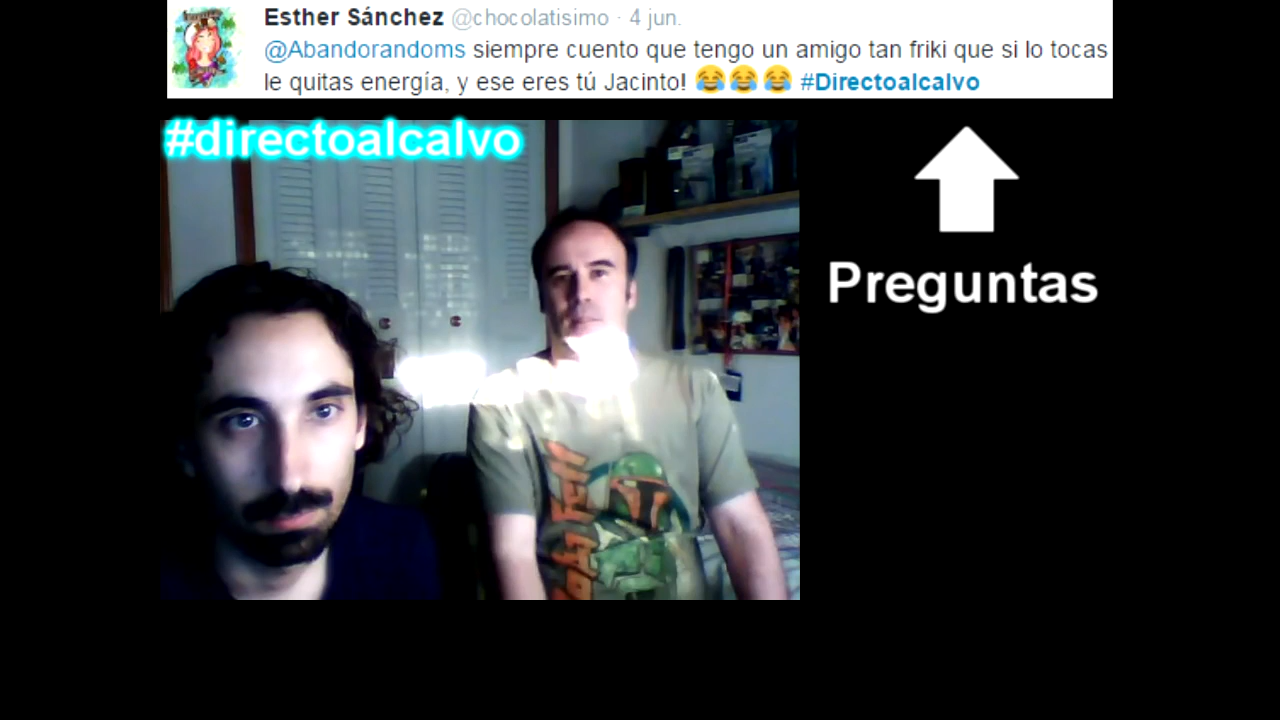 Esther Sánchez @chocolatisimo · 4 jun.
@Abandorandoms siempre cuento que tengo un amigo tan friki que si lo tocas
le quitas energía, y ese eres tú Jacinto! 😂😂😂 #Directoalcalvo
#directoalcalvo
Preguntas